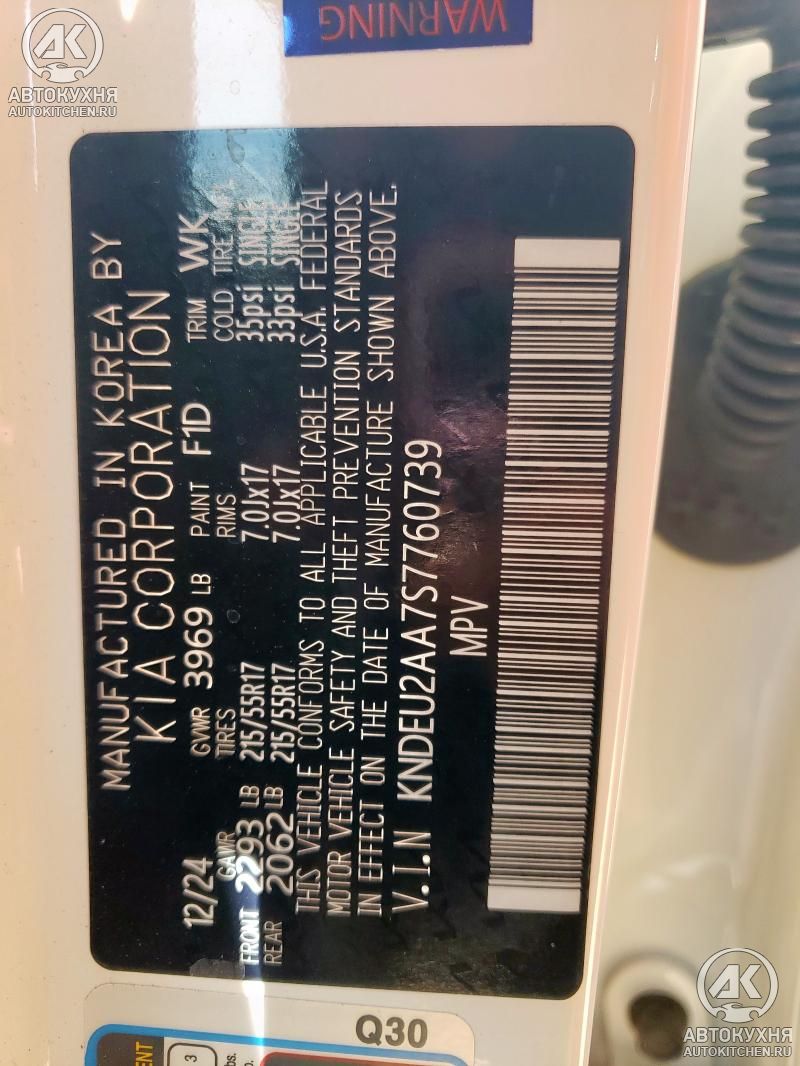 AK
АВТОКУХНЯ
AUTOKITCHEN.RU
WARNING
MANUFACTURED IN KOREA BY
KIA CORPORATION
12/24 GVWR 3969 LB PAINT F1D TRIM WK
GAWR TIRES RIMS COLD TIRE
FRONT 2293 LB 215/55R17 7.0Jx17 35psi SINGLE
REAR 2062 LB 215/55R17 7.0Jx17 33psi SINGLE
THIS VEHICLE CONFORMS TO ALL APPLICABLE U.S.A. FEDERAL
MOTOR VEHICLE SAFETY AND THEFT PREVENTION STANDARDS
IN EFFECT ON THE DATE OF MANUFACTURE SHOWN ABOVE.
V.I.N KNDEU2AA7S7760739
MPV
Q30
3
AK
АВТОКУХНЯ
AUTOKITCHEN.RU